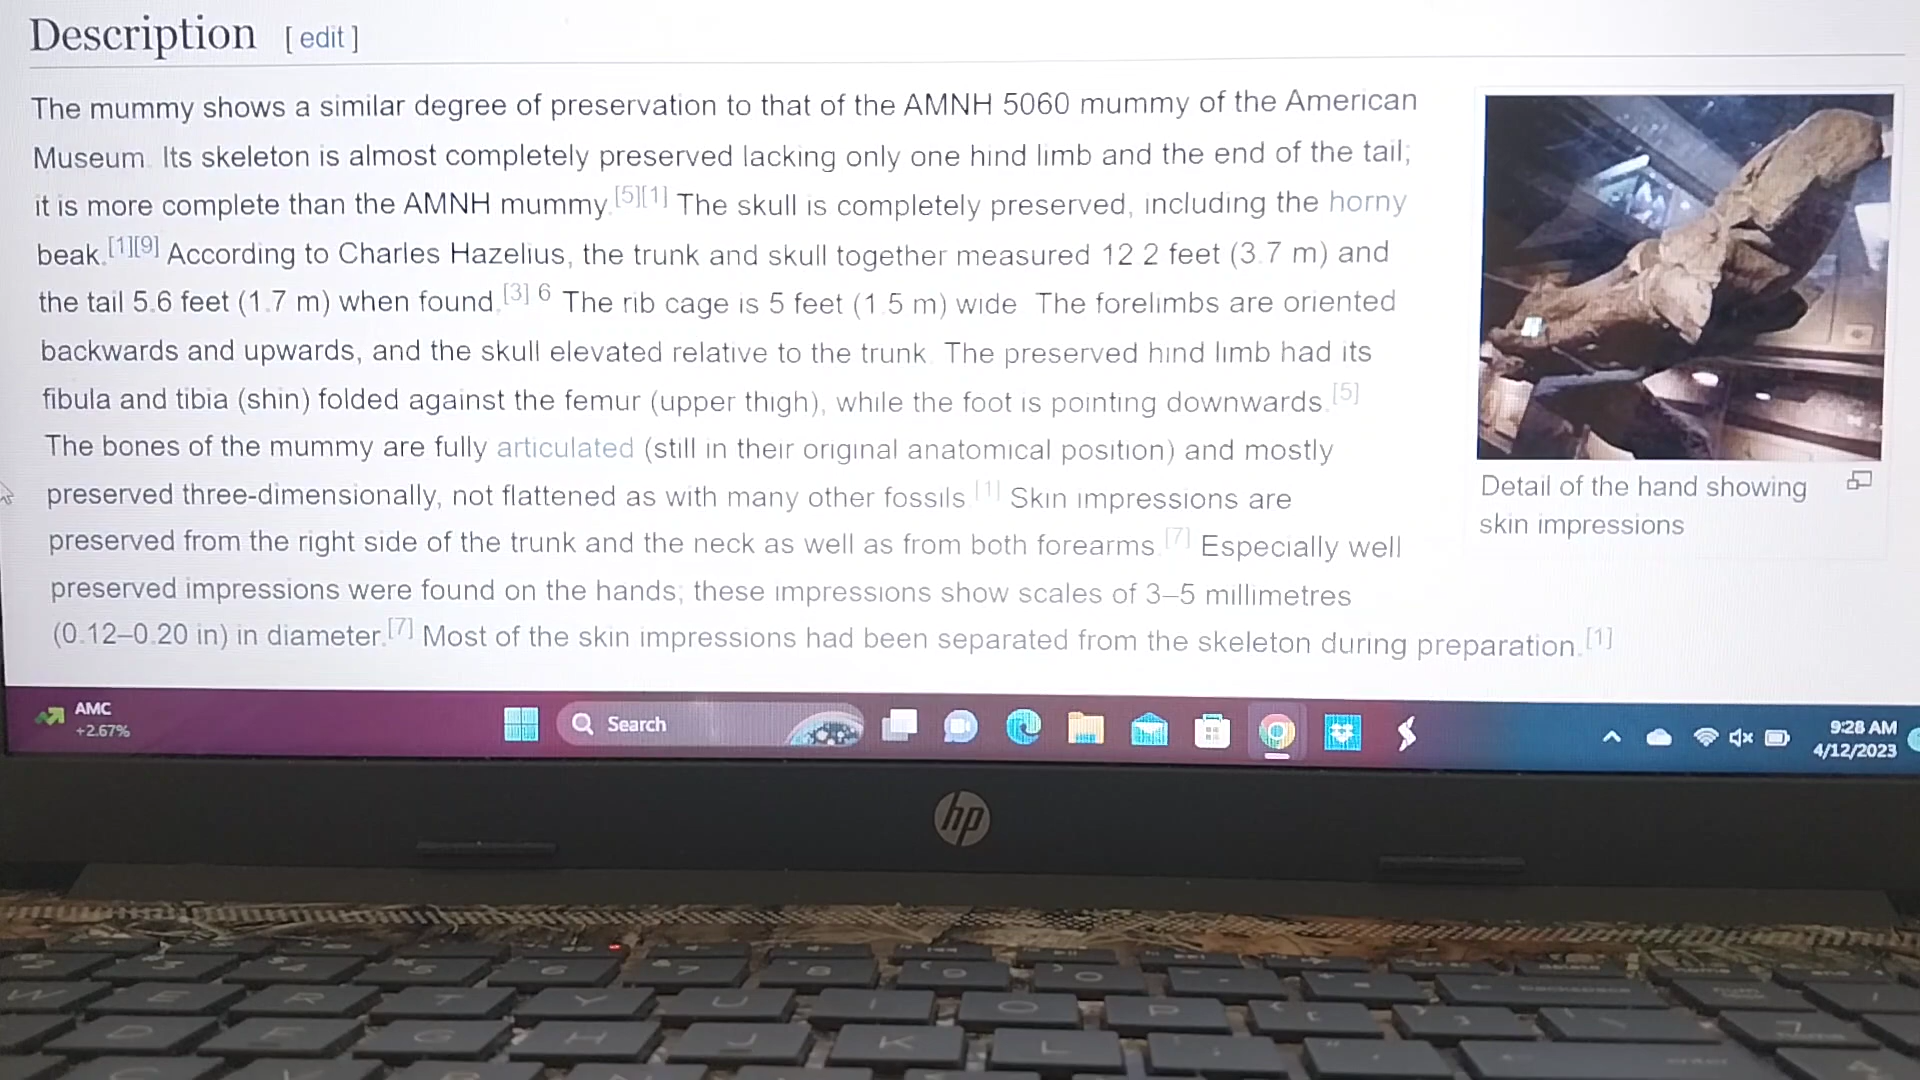 Description [ edit ]
The mummy shows a similar degree of preservation to that of the AMNH 5060 mummy of the American
Museum. Its skeleton is almost completely preserved lacking only one hind limb and the end of the tail;
it is more complete than the AMNH mummy.[5][1] The skull is completely preserved, including the horny
beak.[1][9] According to Charles Hazelius, the trunk and skull together measured 12.2 feet (3.7 m) and
the tail 5.6 feet (1.7 m) when found.[3] 6 The rib cage is 5 feet (1.5 m) wide. The forelimbs are oriented
backwards and upwards, and the skull elevated relative to the trunk. The preserved hind limb had its
fibula and tibia (shin) folded against the femur (upper thigh), while the foot is pointing downwards.[5]
The bones of the mummy are fully articulated (still in their original anatomical position) and mostly
preserved three-dimensionally, not flattened as with many other fossils.[1] Skin impressions are
preserved from the right side of the trunk and the neck as well as from both forearms.[7] Especially well
preserved impressions were found on the hands; these impressions show scales of 3–5 millimetres
(0.12–0.20 in) in diameter.[7] Most of the skin impressions had been separated from the skeleton during preparation.[1]
Detail of the hand showing
skin impressions
AMC
+2.67%
Search
9:28 AM
4/12/2023
hp
3 4 5 6 7 8 9 0
W E R T Y U I O P
D F G H J K L